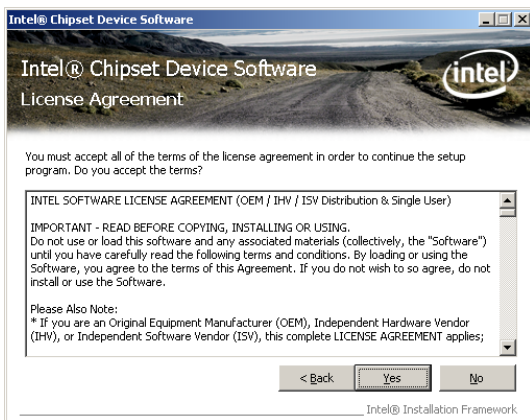 Intel® Chipset Device Software
Intel® Chipset Device Software
intel
License Agreement
You must accept all of the terms of the license agreement in order to continue the setup
program. Do you accept the terms?
INTEL SOFTWARE LICENSE AGREEMENT (OEM / IHV / ISV Distribution & Single User)
IMPORTANT - READ BEFORE COPYING, INSTALLING OR USING.
Do not use or load this software and any associated materials (collectively, the "Software")
until you have carefully read the following terms and conditions. By loading or using the
Software, you agree to the terms of this Agreement. If you do not wish to so agree, do not
install or use the Software.
Please Also Note:
* If you are an Original Equipment Manufacturer (OEM), Independent Hardware Vendor
(IHV), or Independent Software Vendor (ISV), this complete LICENSE AGREEMENT applies;
< Back Yes No
Intel® Installation Framework